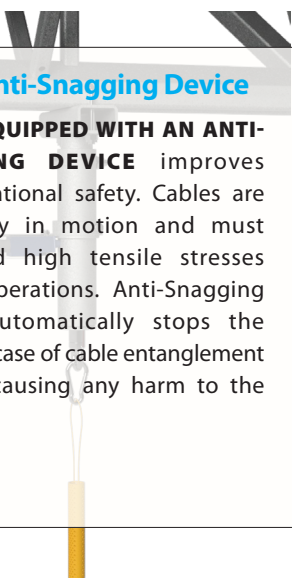 nti-Snagging Device
QUIPPED WITH AN ANTI-
NG DEVICE improves
ational safety. Cables are
y in motion and must
d high tensile stresses
perations. Anti-Snagging
utomatically stops the
case of cable entanglement
causing any harm to the